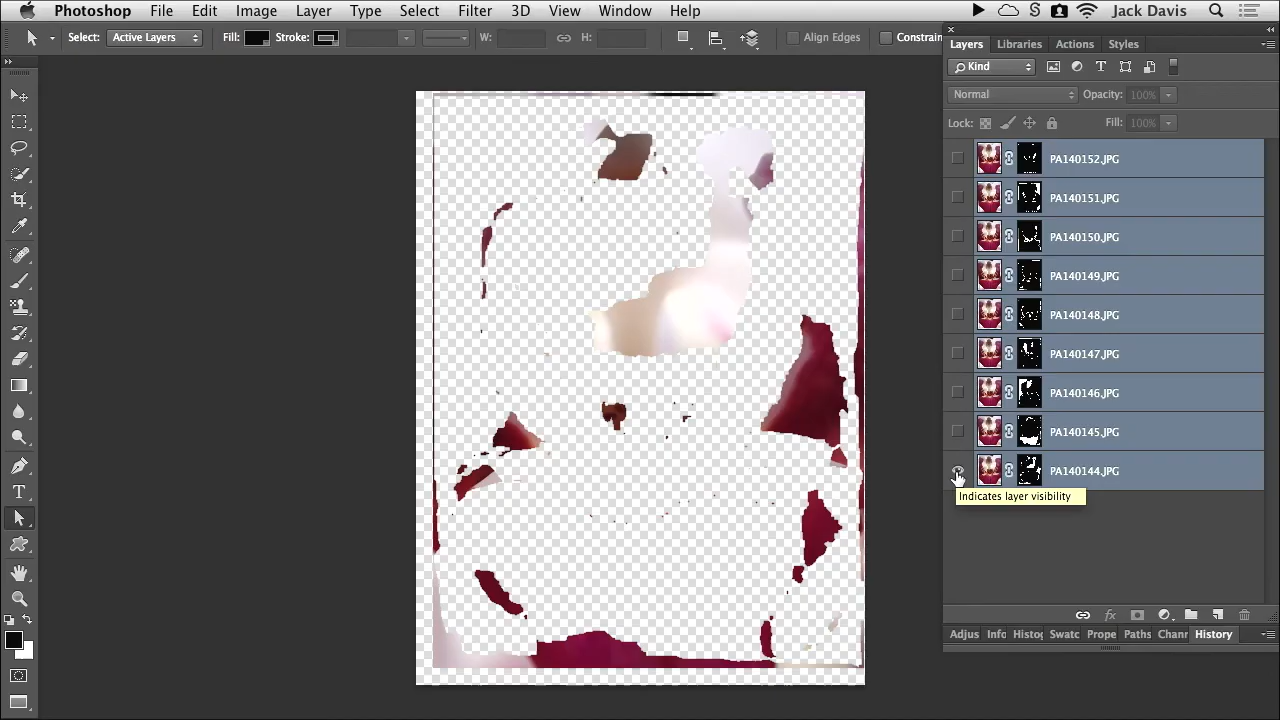 Photoshop File Edit Image Layer Type Select Filter 3D View Window Help Jack Davis
Select: Active Layers Fill: Stroke: W: H: Align Edges Constrain
Layers Libraries Actions Styles
Kind
Normal Opacity: 100%
Lock: Fill: 100%
PA140152.JPG
PA140151.JPG
PA140150.JPG
PA140149.JPG
PA140148.JPG
PA140147.JPG
PA140146.JPG
PA140145.JPG
PA140144.JPG
Indicates layer visibility
fx
Adjus Info Histog Swatc Prope Paths Chann History